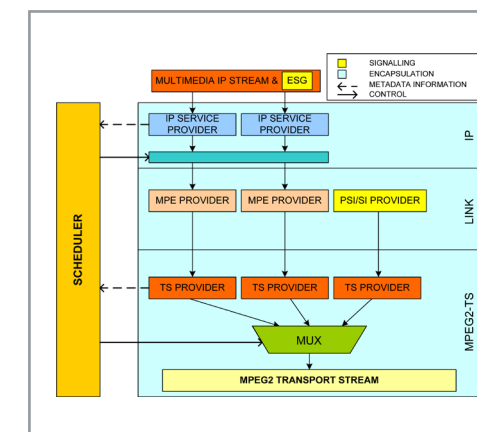 SIGNALLING
ENCAPSULATION
METADATA INFORMATION
CONTROL
MULTIMEDIA IP STREAM & ESG
IP SERVICE PROVIDER
IP SERVICE PROVIDER
IP
MPE PROVIDER MPE PROVIDER PSI/SI PROVIDER
LINK
SCHEDULER
TS PROVIDER TS PROVIDER TS PROVIDER
MPEG2-TS
MUX
MPEG2 TRANSPORT STREAM